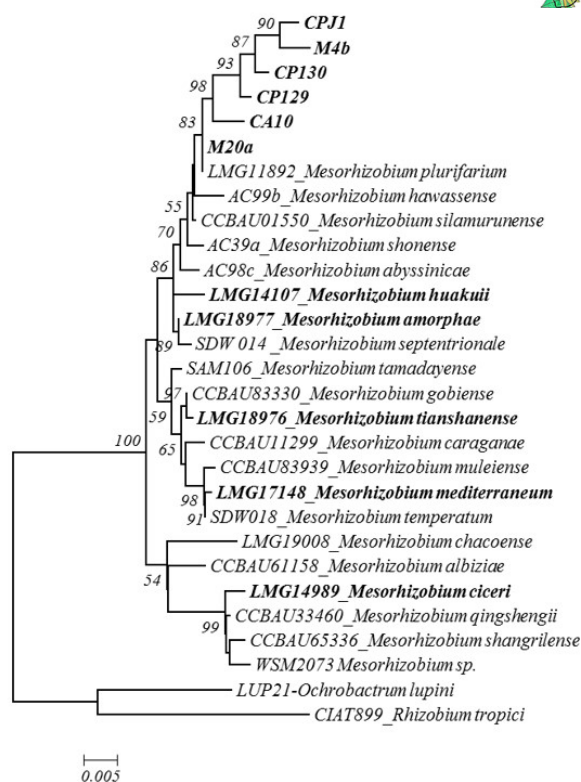 90
CPJ1
M4b
87
93
CP130
98
CP129
83
CA10
M20a
LMG11892_Mesorhizobium plurifarium
AC99b_Mesorhizobium hawassense
55
CCBAU01550_Mesorhizobium silamurunense
70
AC39a_Mesorhizobium shonense
86
AC98c_Mesorhizobium abyssinicae
LMG14107_Mesorhizobium huakuii
LMG18977_Mesorhizobium amorphae
89
SDW 014_Mesorhizobium septentrionale
SAM106_Mesorhizobium tamadayense
97
CCBAU83330_Mesorhizobium gobiense
59
LMG18976_Mesorhizobium tianshanense
100
65
CCBAU11299_Mesorhizobium caraganae
CCBAU83939_Mesorhizobium muleiense
98
LMG17148_Mesorhizobium mediterraneum
91
SDW018_Mesorhizobium temperatum
LMG19008_Mesorhizobium chacoense
54
CCBAU61158_Mesorhizobium albiziae
LMG14989_Mesorhizobium ciceri
99
CCBAU33460_Mesorhizobium qingshengii
CCBAU65336_Mesorhizobium shangrilense
WSM2073 Mesorhizobium sp.
LUP21-Ochrobactrum lupini
CIAT899_Rhizobium tropici
0.005